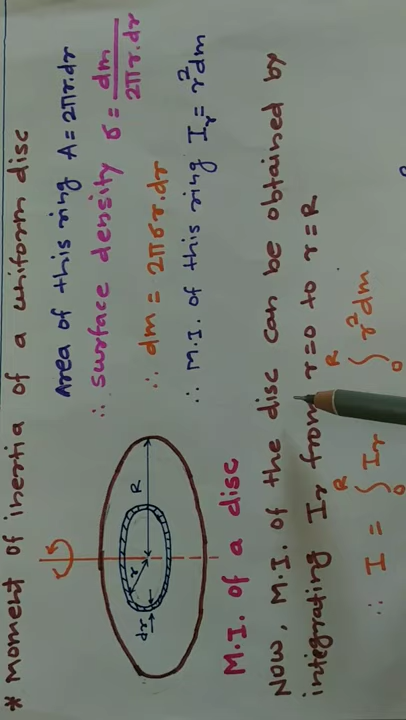 * Moment of inertia of a uniform disc
Area of this ring A = 2πr.dr
∴ surface density σ = dm / 2πr.dr
∴ dm = 2πσr.dr
∴ M.I. of this ring Iᵣ = r²dm
R
r
dr
M.I. of a disc
Now, M.I. of the disc can be obtained by
integrating Iᵣ from r=0 to r=R
∴ I = ∫₀ᴿ Iᵣ ∫₀ᴿ r²dm